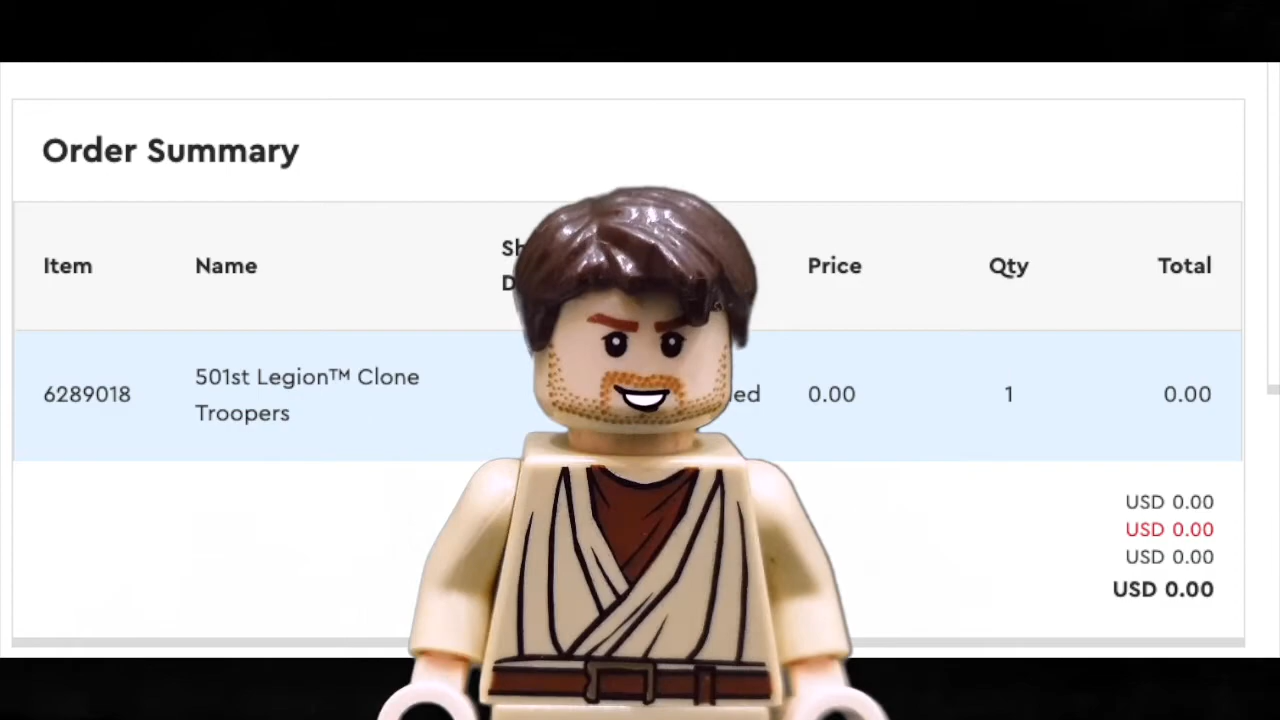 Order Summary
Item Name Price Qty Total
6289018 501st Legion™ Clone Troopers 0.00 1 0.00
USD 0.00
USD 0.00
USD 0.00
USD 0.00